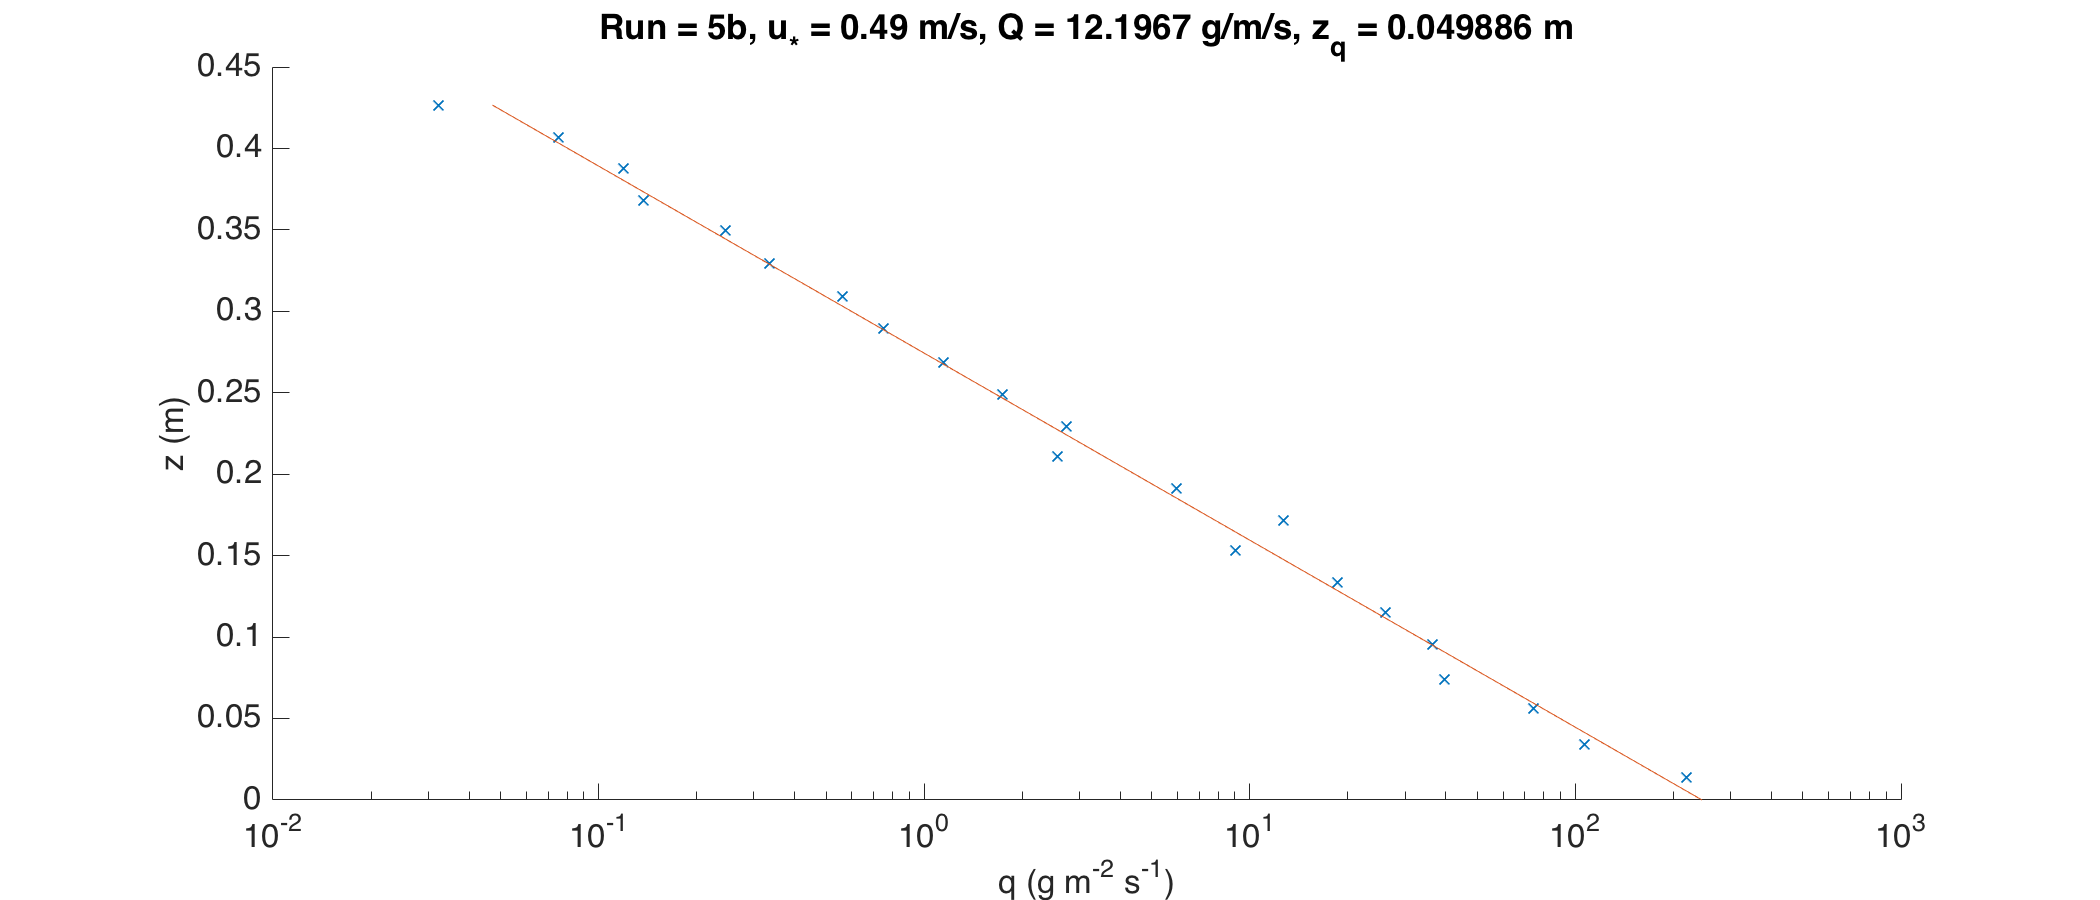 Run = 5b, u* = 0.49 m/s, Q = 12.1967 g/m/s, zq = 0.049886 m
0.45
0.4
0.35
0.3
0.25
0.2
0.15
0.1
0.05
0
z (m)
10-2 10-1 100 101 102 103
q (g m-2 s-1)